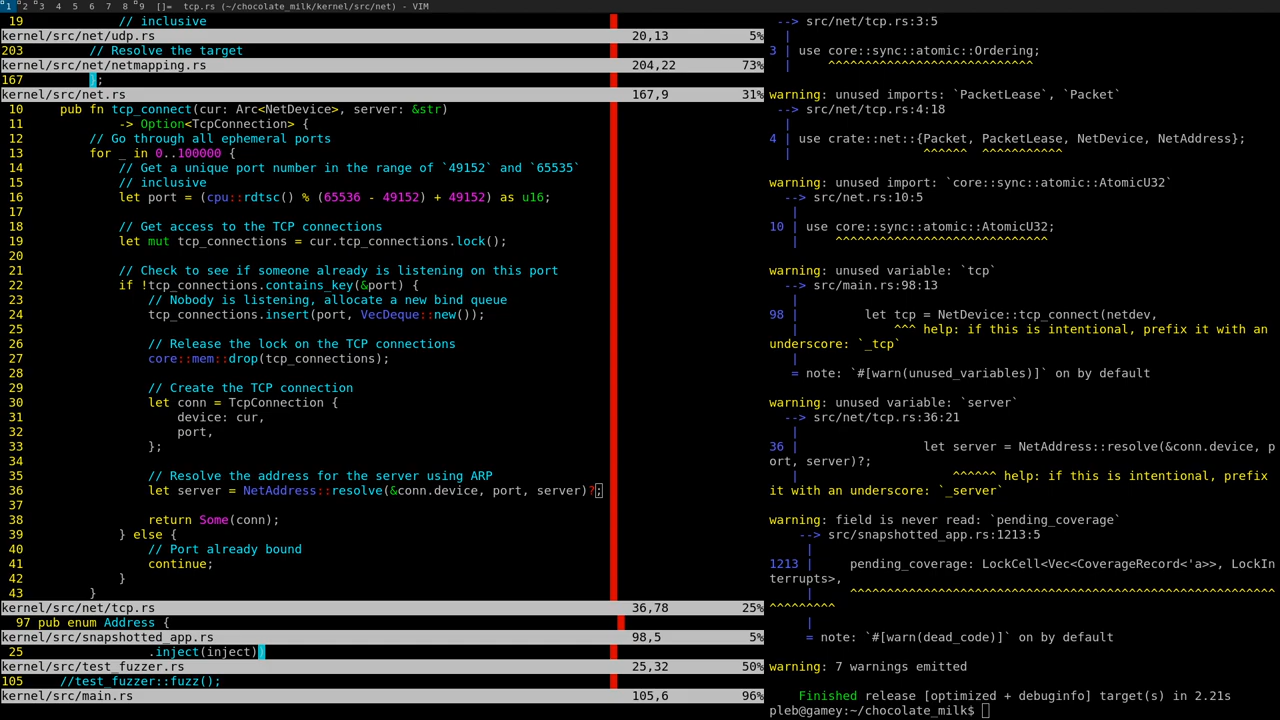 1 2 3 4 5 6 7 8 9 []= tcp.rs (~/chocolate_milk/kernel/src/net) - VIM
19 // inclusive
kernel/src/net/udp.rs 20,13 5%
203 // Resolve the target
kernel/src/net/netmapping.rs 204,22 73%
167 };
kernel/src/net.rs 167,9 31%
10 pub fn tcp_connect(cur: Arc<NetDevice>, server: &str)
11 -> Option<TcpConnection> {
12 // Go through all ephemeral ports
13 for _ in 0..100000 {
14 // Get a unique port number in the range of `49152` and `65535`
15 // inclusive
16 let port = (cpu::rdtsc() % (65536 - 49152) + 49152) as u16;
17
18 // Get access to the TCP connections
19 let mut tcp_connections = cur.tcp_connections.lock();
20
21 // Check to see if someone already is listening on this port
22 if !tcp_connections.contains_key(&port) {
23 // Nobody is listening, allocate a new bind queue
24 tcp_connections.insert(port, VecDeque::new());
25
26 // Release the lock on the TCP connections
27 core::mem::drop(tcp_connections);
28
29 // Create the TCP connection
30 let conn = TcpConnection {
31 device: cur,
32 port,
33 };
34
35 // Resolve the address for the server using ARP
36 let server = NetAddress::resolve(&conn.device, port, server)?;
37
38 return Some(conn);
39 } else {
40 // Port already bound
41 continue;
42 }
43 }
kernel/src/net/tcp.rs 36,78 25%
97 pub enum Address {
kernel/src/snapshotted_app.rs 98,5 5%
25 .inject(inject))
kernel/src/test_fuzzer.rs 25,32 50%
105 //test_fuzzer::fuzz();
kernel/src/main.rs 105,6 96%
--> src/net/tcp.rs:3:5
|
3 | use core::sync::atomic::Ordering;
| ^^^^^^^^^^^^^^^^^^^^^^^^^^^^
warning: unused imports: `PacketLease`, `Packet`
--> src/net/tcp.rs:4:18
|
4 | use crate::net::{Packet, PacketLease, NetDevice, NetAddress};
| ^^^^^^ ^^^^^^^^^^^
warning: unused import: `core::sync::atomic::AtomicU32`
--> src/net.rs:10:5
|
10 | use core::sync::atomic::AtomicU32;
| ^^^^^^^^^^^^^^^^^^^^^^^^^^^^^
warning: unused variable: `tcp`
--> src/main.rs:98:13
|
98 | let tcp = NetDevice::tcp_connect(netdev,
| ^^^ help: if this is intentional, prefix it with an
underscore: `_tcp`
|
= note: `#[warn(unused_variables)]` on by default
warning: unused variable: `server`
--> src/net/tcp.rs:36:21
|
36 | let server = NetAddress::resolve(&conn.device, p
ort, server)?;
| ^^^^^^ help: if this is intentional, prefix
it with an underscore: `_server`
warning: field is never read: `pending_coverage`
--> src/snapshotted_app.rs:1213:5
|
1213 | pending_coverage: LockCell<Vec<CoverageRecord<'a>>, LockIn
terrupts>,
| ^^^^^^^^^^^^^^^^^^^^^^^^^^^^^^^^^^^^^^^^^^^^^^^^^^^^^^^^^^
^^^^^^^^^
|
= note: `#[warn(dead_code)]` on by default
warning: 7 warnings emitted
Finished release [optimized + debuginfo] target(s) in 2.21s
pleb@gamey:~/chocolate_milk$